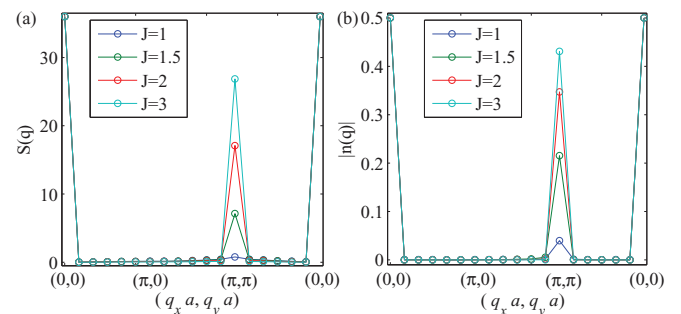 (a)
J=1
J=1.5
J=2
J=3
S(q)
30
20
10
0
(0,0)
(π,0)
(π,π)
(0,0)
(q_x a, q_y a)
(b)
J=1
J=1.5
J=2
J=3
|n(q)|
0.5
0.4
0.3
0.2
0.1
0
(0,0)
(π,0)
(π,π)
(0,0)
(q_x a, q_y a)